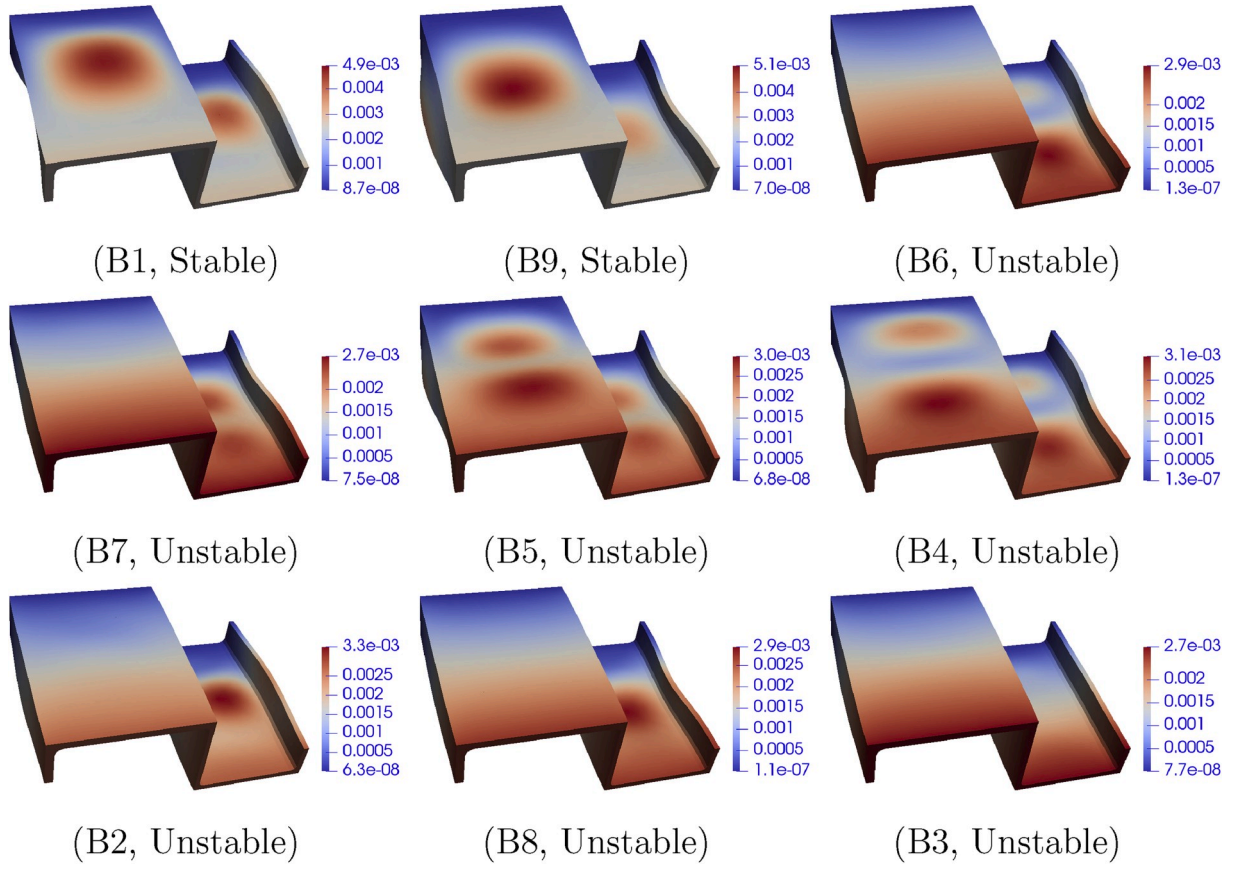 4.9e-03
0.004
0.003
0.002
0.001
8.7e-08
5.1e-03
0.004
0.003
0.002
0.001
7.0e-08
2.9e-03
0.002
0.0015
0.001
0.0005
1.3e-07
(B1, Stable)
(B9, Stable)
(B6, Unstable)
2.7e-03
0.002
0.0015
0.001
0.0005
7.5e-08
3.0e-03
0.0025
0.002
0.0015
0.001
0.0005
6.8e-08
3.1e-03
0.0025
0.002
0.0015
0.001
0.0005
1.3e-07
(B7, Unstable)
(B5, Unstable)
(B4, Unstable)
3.3e-03
0.0025
0.002
0.0015
0.001
0.0005
6.3e-08
2.9e-03
0.0025
0.002
0.0015
0.001
0.0005
1.1e-07
2.7e-03
0.002
0.0015
0.001
0.0005
7.7e-08
(B2, Unstable)
(B8, Unstable)
(B3, Unstable)